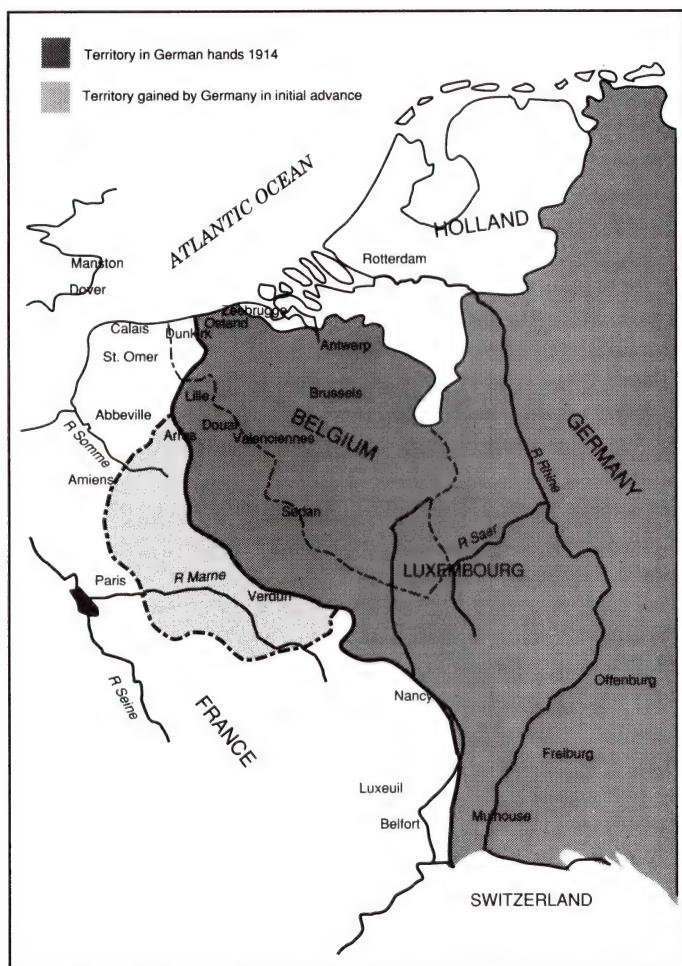 Territory in German hands 1914
Territory gained by Germany in initial advance
ATLANTIC OCEAN
HOLLAND
Manston
Rotterdam
Dover
Zeebrugge
Ostand
Calais
Dunkirk
Antwerp
St. Omer
Brussels
Lille
Abbeville
BELGIUM
GERMANY
Arras
Douai
Valenciennes
R Somme
R Rhine
Amiens
Sedan
R Saar
LUXEMBOURG
Paris
R Marne
Verdun
R Seine
Offenburg
Nancy
FRANCE
Freiburg
Luxeuil
Mulhouse
Belfort
SWITZERLAND